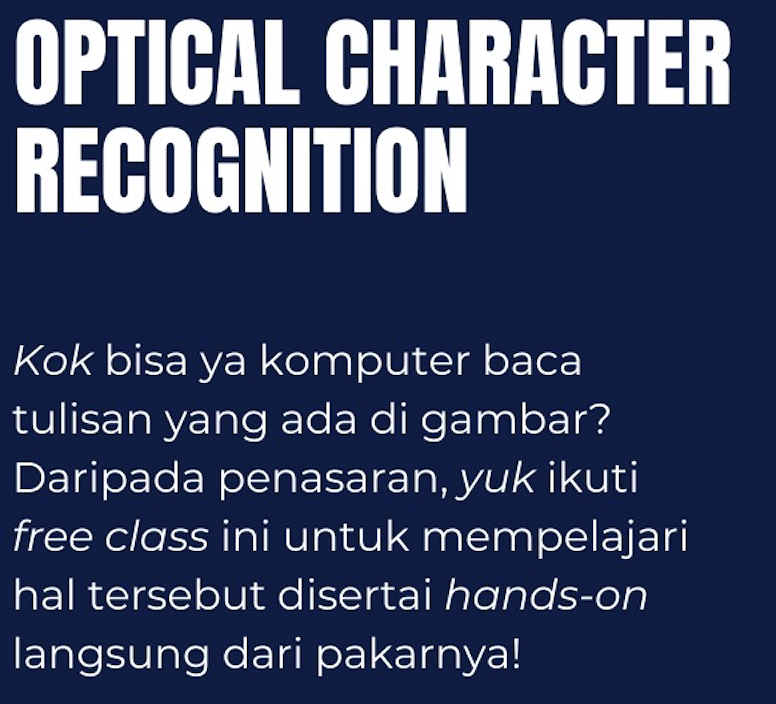 OPTICAL CHARACTER
RECOGNITION
Kok bisa ya komputer baca
tulisan yang ada di gambar?
Daripada penasaran, yuk ikuti
free class ini untuk mempelajari
hal tersebut disertai hands-on
langsung dari pakarnya!